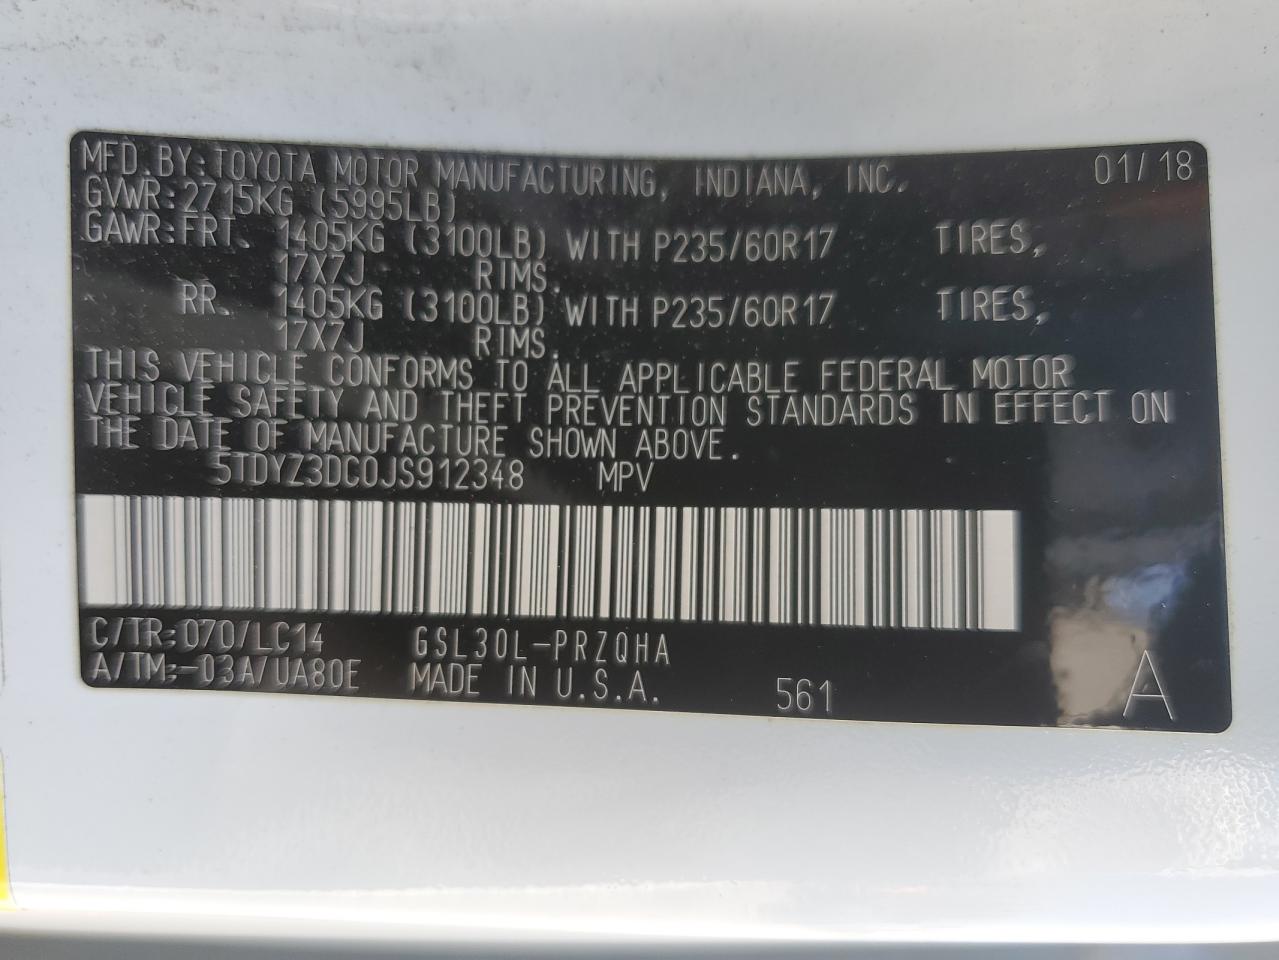 MFD.BY:TOYOTA MOTOR MANUFACTURING, INDIANA, INC. 01/18
GVWR:2715KG (5995LB)
GAWR:FRT. 1405KG (3100LB) WITH P235/60R17 TIRES,
17X7J RIMS.
RR. 1405KG (3100LB) WITH P235/60R17 TIRES,
17X7J RIMS.
THIS VEHICLE CONFORMS TO ALL APPLICABLE FEDERAL MOTOR
VEHICLE SAFETY AND THEFT PREVENTION STANDARDS IN EFFECT ON
THE DATE OF MANUFACTURE SHOWN ABOVE.
5TDYZ3DC0JS912348 MPV
C/TR:070/LC14 GSL30L-PRZQHA
A/TM:-03A/UA80E MADE IN U.S.A. 561 A